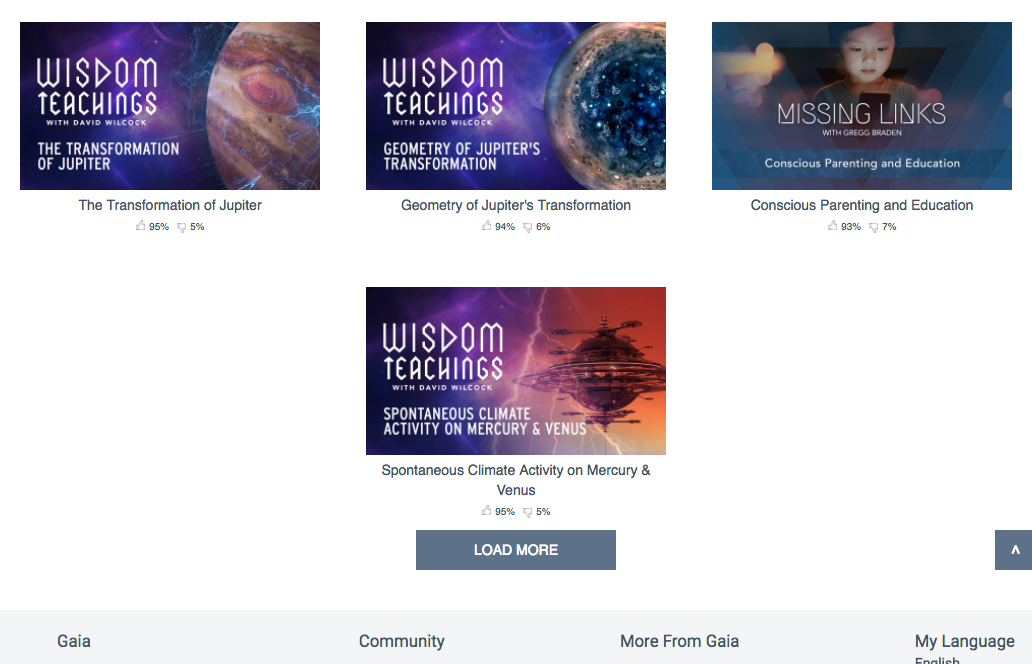 WISDOM
TEACHINGS
WITH DAVID WILCOCK
THE TRANSFORMATION
OF JUPITER
The Transformation of Jupiter
95% 5%
WISDOM
TEACHINGS
WITH DAVID WILCOCK
GEOMETRY OF JUPITER'S
TRANSFORMATION
Geometry of Jupiter's Transformation
94% 6%
MISSING LINKS
WITH GREGG BRADEN
Conscious Parenting and Education
Conscious Parenting and Education
93% 7%
WISDOM
TEACHINGS
WITH DAVID WILCOCK
SPONTANEOUS CLIMATE
ACTIVITY ON MERCURY & VENUS
Spontaneous Climate Activity on Mercury &
Venus
95% 5%
LOAD MORE
Gaia
Community
More From Gaia
My Language
English